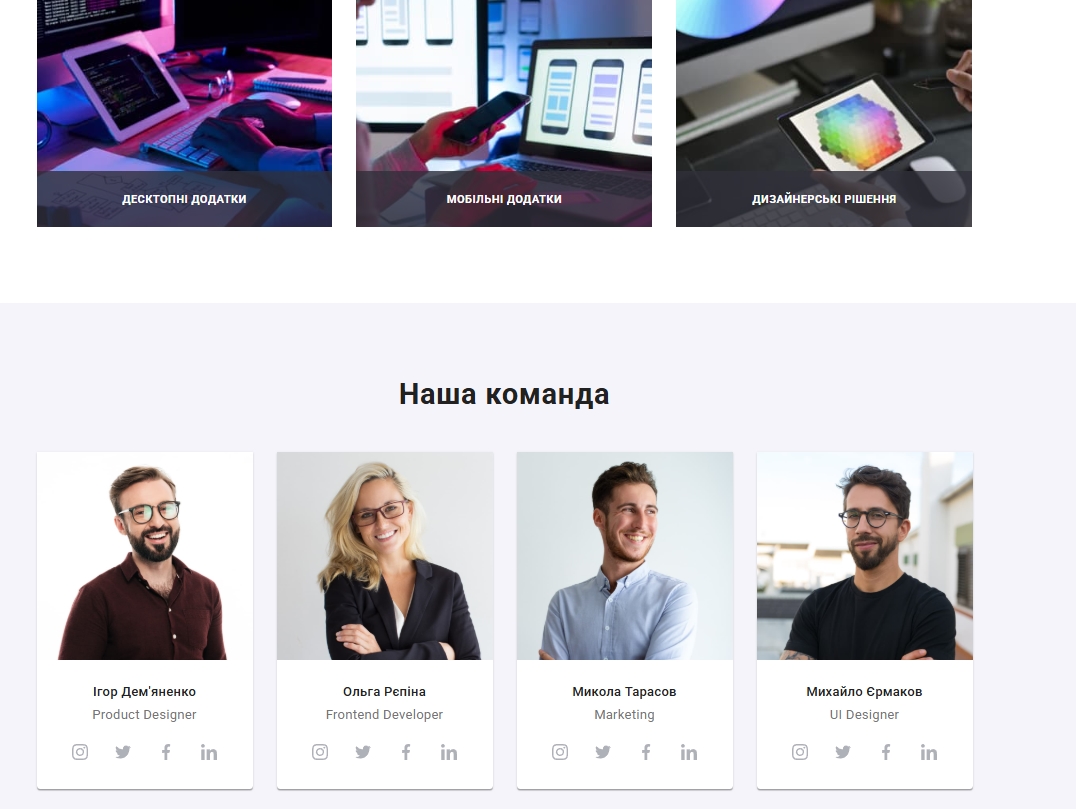 ДЕСКТОПНІ ДОДАТКИ
МОБІЛЬНІ ДОДАТКИ
ДИЗАЙНЕРСЬКІ РІШЕННЯ
Наша команда
Ігор Дем'яненко
Product Designer
Ольга Рєпіна
Frontend Developer
Микола Тарасов
Marketing
Михайло Єрмаков
UI Designer